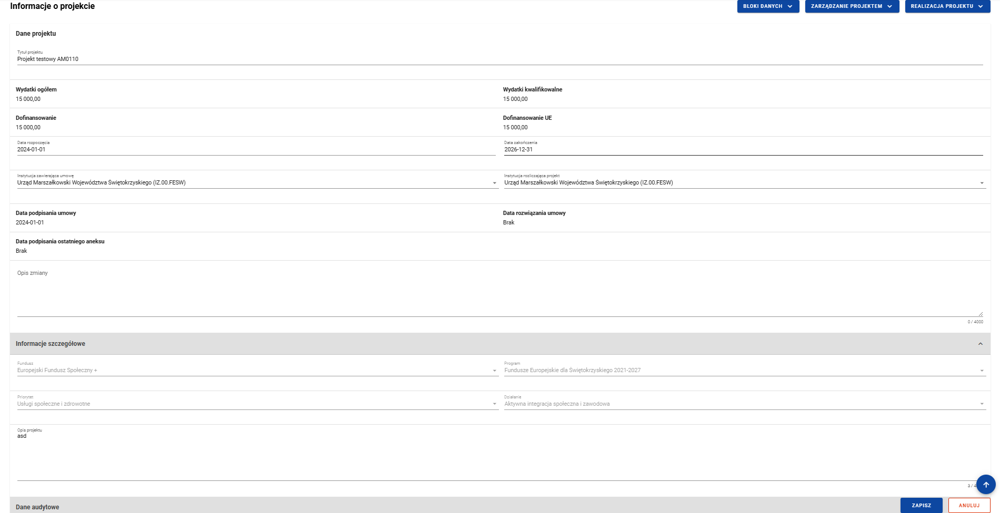 Informacje o projekcie
BLOKI DANYCH
ZARZĄDZANIE PROJEKTEM
REALIZACJA PROJEKTU
Dane projektu
Tytuł projektu
Projekt testowy AM0110
Wydatki ogółem
15 000,00
Wydatki kwalifikowalne
15 000,00
Dofinansowanie
15 000,00
Dofinansowanie UE
15 000,00
Data rozpoczęcia
2024-01-01
Data zakończenia
2026-12-31
Instytucja zawierająca umowę
Urząd Marszałkowski Województwa Świętokrzyskiego (IZ.00.FESW)
Instytucja rozliczająca projekt
Urząd Marszałkowski Województwa Świętokrzyskiego (IZ.00.FESW)
Data podpisania umowy
2024-01-01
Data rozwiązania umowy
Brak
Data podpisania ostatniego aneksu
Brak
Opis zmiany
0 / 4000
Informacje szczegółowe
Fundusz
Europejski Fundusz Społeczny +
Program
Fundusze Europejskie dla Świętokrzyskiego 2021-2027
Priorytet
Usługi społeczne i zdrowotne
Działanie
Aktywna integracja społeczna i zawodowa
Opis projektu
asd
3 / 4
Dane audytowe
ZAPISZ
ANULUJ